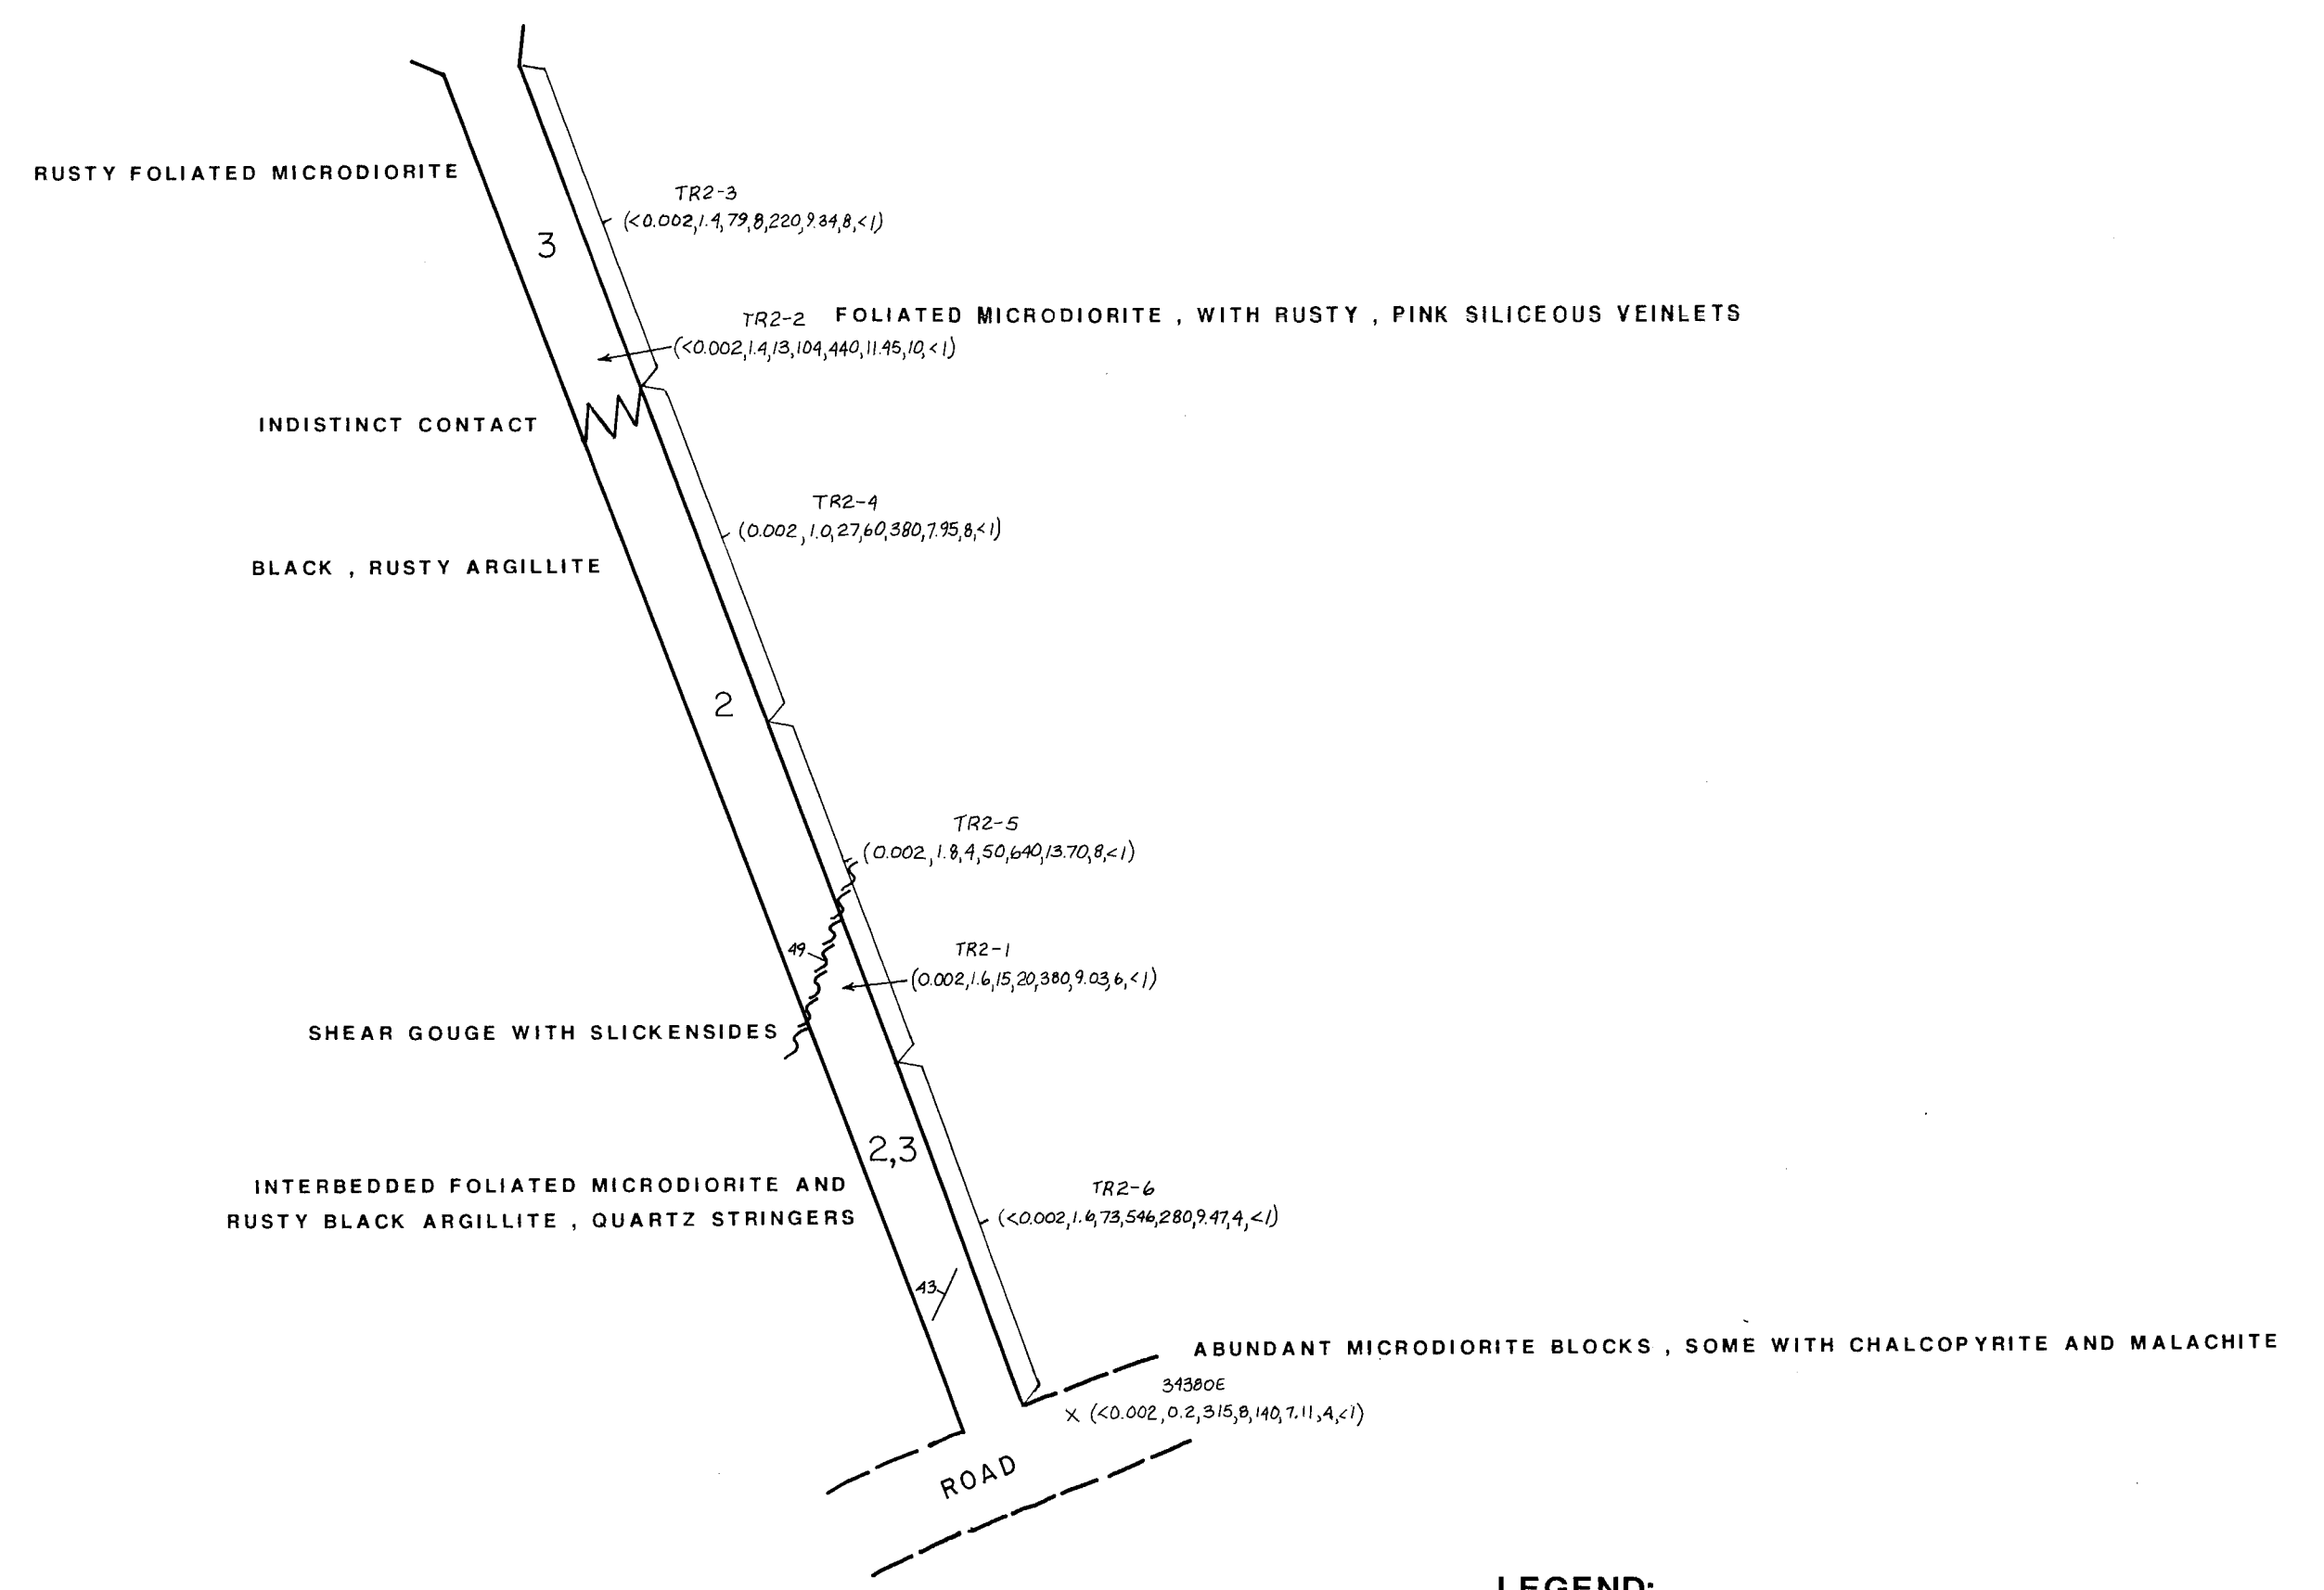 RUSTY FOLIATED MICRODIORITE
TR2-3
(<0.002,1.4,79,8,220,9.34,8,<1)
3
TR2-2 FOLIATED MICRODIORITE , WITH RUSTY , PINK SILICEOUS VEINLETS
(<0.002,1.4,13,104,440,11.45,10,<1)
INDISTINCT CONTACT
TR2-4
(0.002,1.0,27,60,380,7.95,8,<1)
BLACK , RUSTY ARGILLITE
2
TR2-5
(0.002,1.8,4,50,640,13.70,8,<1)
49
TR2-1
(0.002,1.6,15,20,380,9.03,6,<1)
SHEAR GOUGE WITH SLICKENSIDES
2,3
INTERBEDDED FOLIATED MICRODIORITE AND
RUSTY BLACK ARGILLITE , QUARTZ STRINGERS
TR2-6
(<0.002,1.6,73,546,280,9.47,4,<1)
43
ABUNDANT MICRODIORITE BLOCKS , SOME WITH CHALCOPYRITE AND MALACHITE
34380E
X (<0.002,0.2,315,8,140,7.11,4,<1)
ROAD
LEGEND: